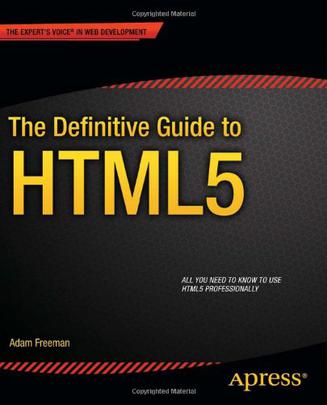 Copyrighted Material
THE EXPERT'S VOICE® IN WEB DEVELOPMENT
The Definitive Guide to
HTML5
ALL YOU NEED TO KNOW TO USE
HTML5 PROFESSIONALLY
Adam Freeman
Apress®
Copyrighted Material